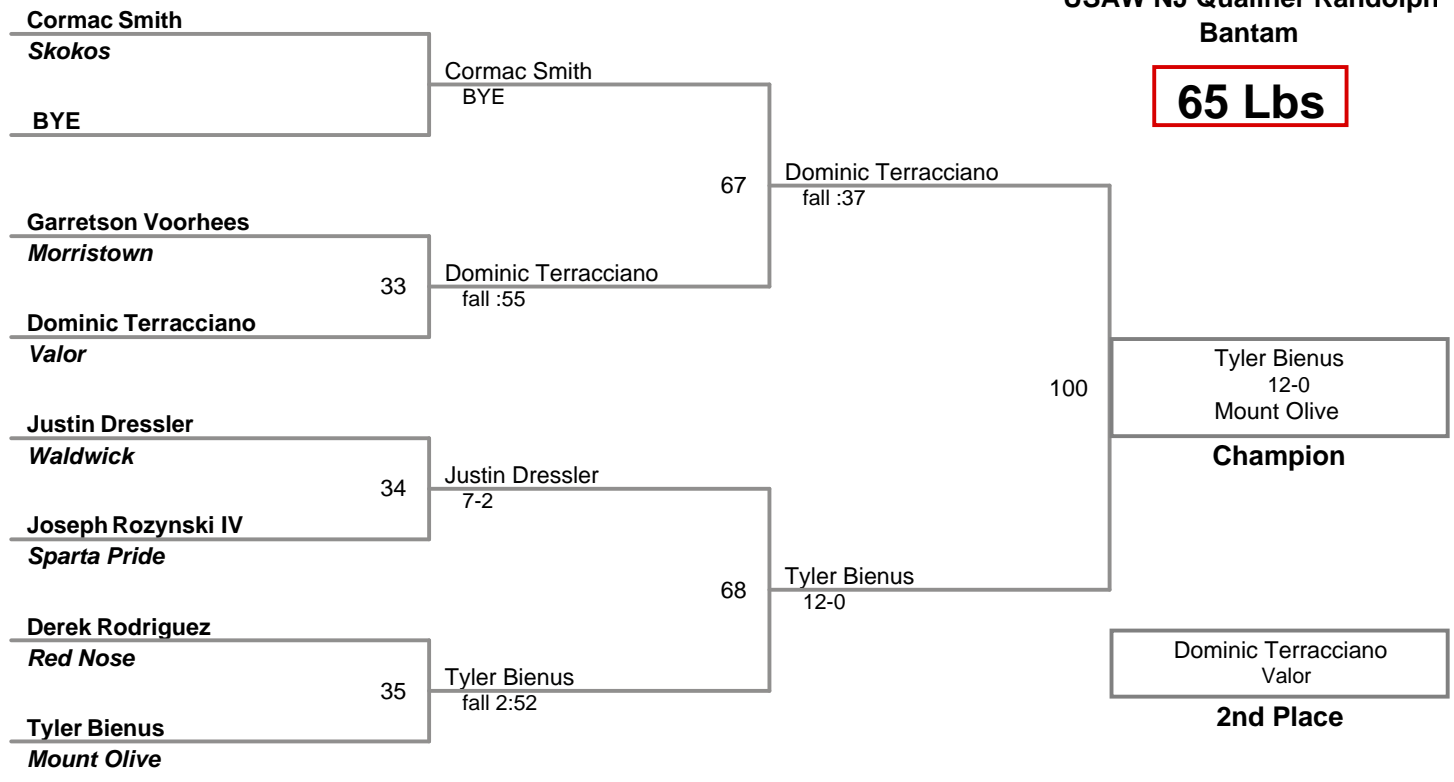 USAW NJ Qualifier Randolph
Bantam
65 Lbs
Cormac Smith
Skokos
BYE
Cormac Smith
BYE
Garretson Voorhees
Morristown
33
Dominic Terracciano
Valor
Dominic Terracciano
fall :55
67
Dominic Terracciano
fall :37
Justin Dressler
Waldwick
34
Joseph Rozynski IV
Sparta Pride
Justin Dressler
7-2
Derek Rodriguez
Red Nose
35
Tyler Bienus
Mount Olive
Tyler Bienus
fall 2:52
68
Tyler Bienus
12-0
100
Tyler Bienus
12-0
Mount Olive
Champion
Dominic Terracciano
Valor
2nd Place